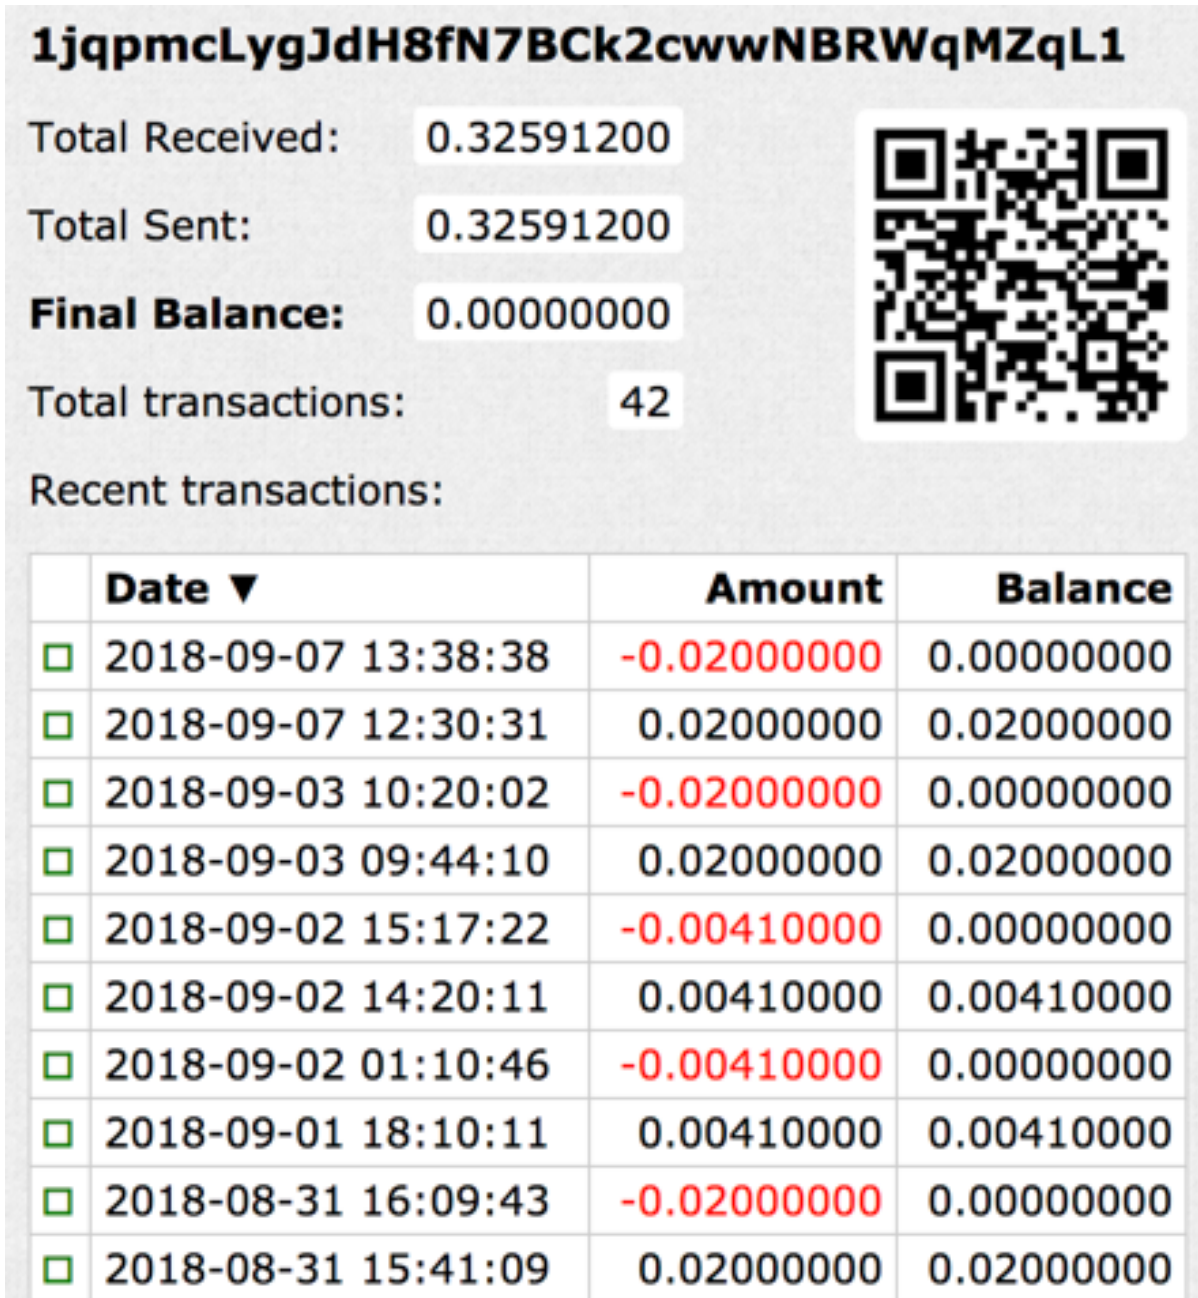 1jqpmcLygJdH8fN7BCk2cwwNBRWqMZqL1
Total Received: 0.32591200
Total Sent: 0.32591200
Final Balance: 0.00000000
Total transactions: 42
Recent transactions:
Date ▼ Amount Balance
2018-09-07 13:38:38 -0.02000000 0.00000000
2018-09-07 12:30:31 0.02000000 0.02000000
2018-09-03 10:20:02 -0.02000000 0.00000000
2018-09-03 09:44:10 0.02000000 0.02000000
2018-09-02 15:17:22 -0.00410000 0.00000000
2018-09-02 14:20:11 0.00410000 0.00410000
2018-09-02 01:10:46 -0.00410000 0.00000000
2018-09-01 18:10:11 0.00410000 0.00410000
2018-08-31 16:09:43 -0.02000000 0.00000000
2018-08-31 15:41:09 0.02000000 0.02000000